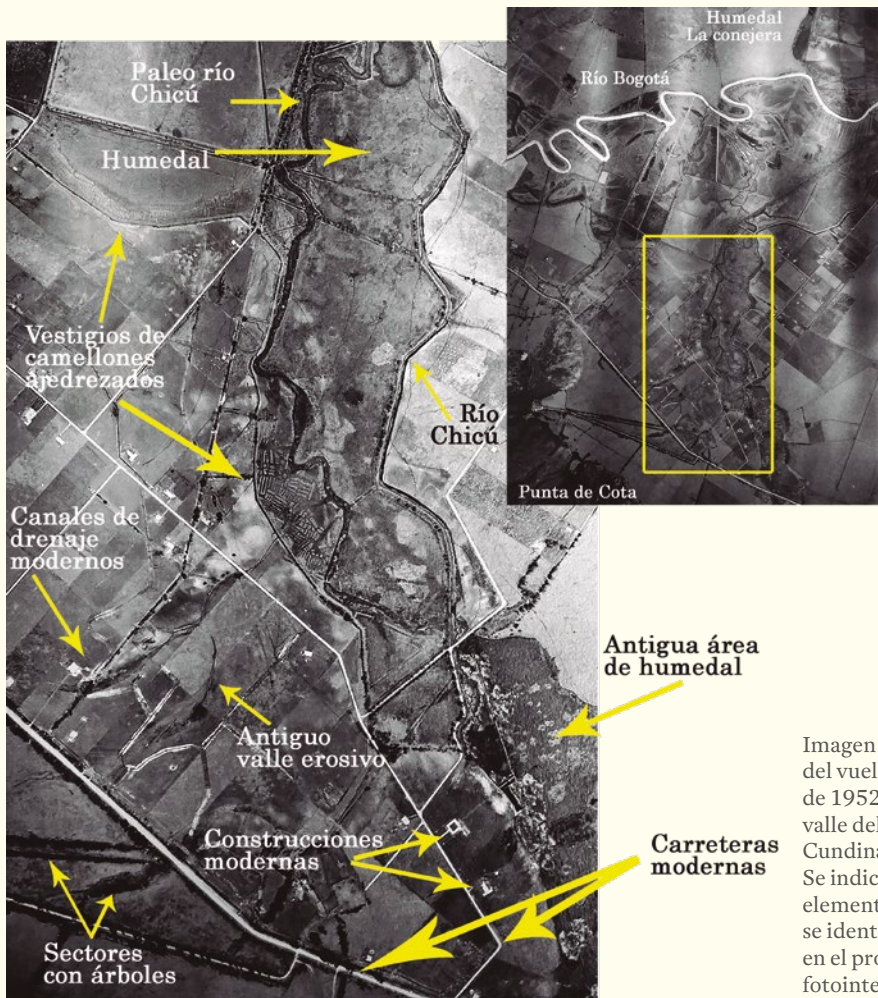 Humedal
La conejera
Río Bogotá
Punta de Cota
Paleo río
Chicú
Humedal
Vestigios de
camellones
ajedrezados
Río
Chicú
Canales de
drenaje
modernos
Antigua área
de humedal
Antiguo
valle erosivo
Construcciones
modernas
Carreteras
modernas
Sectores
con árboles
Imagen
del vuel
de 1952
valle del
Cundina
Se indic
element
se ident
en el pro
fotointe